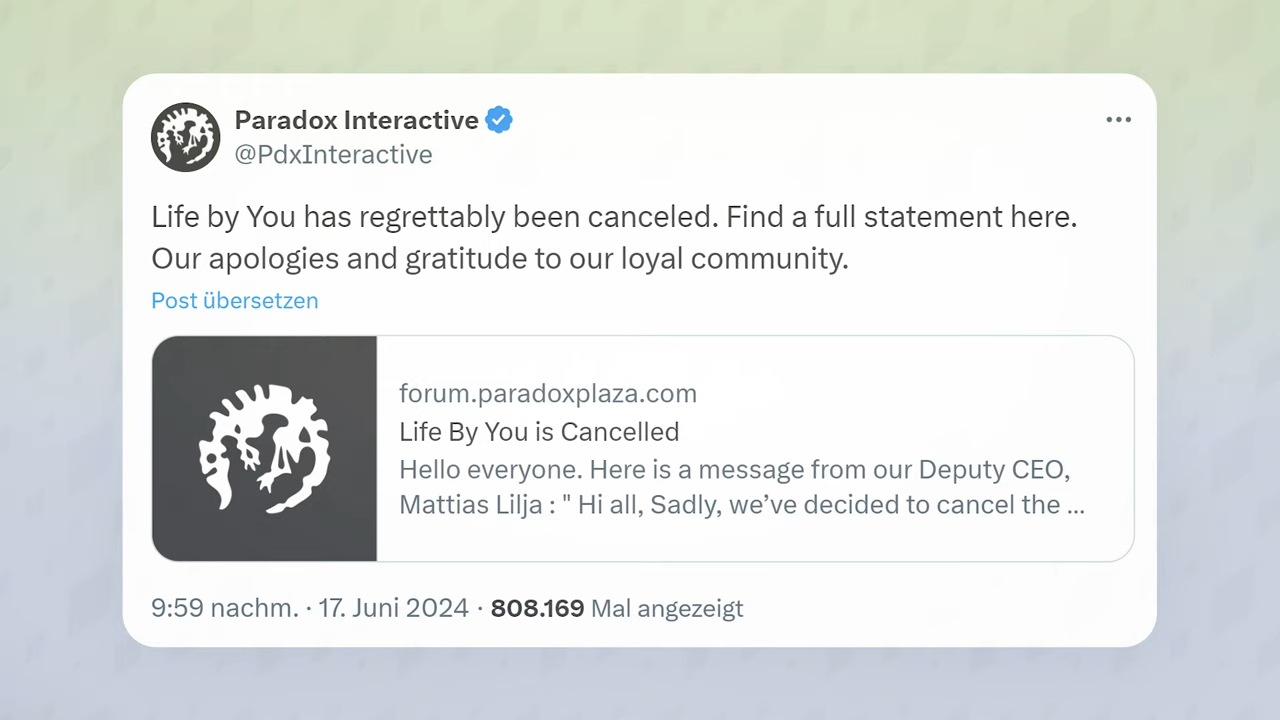 Paradox Interactive
@PdxInteractive
Life by You has regrettably been canceled. Find a full statement here.
Our apologies and gratitude to our loyal community.
Post übersetzen
forum.paradoxplaza.com
Life By You is Cancelled
Hello everyone. Here is a message from our Deputy CEO,
Mattias Lilja : " Hi all, Sadly, we’ve decided to cancel the ...
9:59 nachm. · 17. Juni 2024 · 808.169 Mal angezeigt